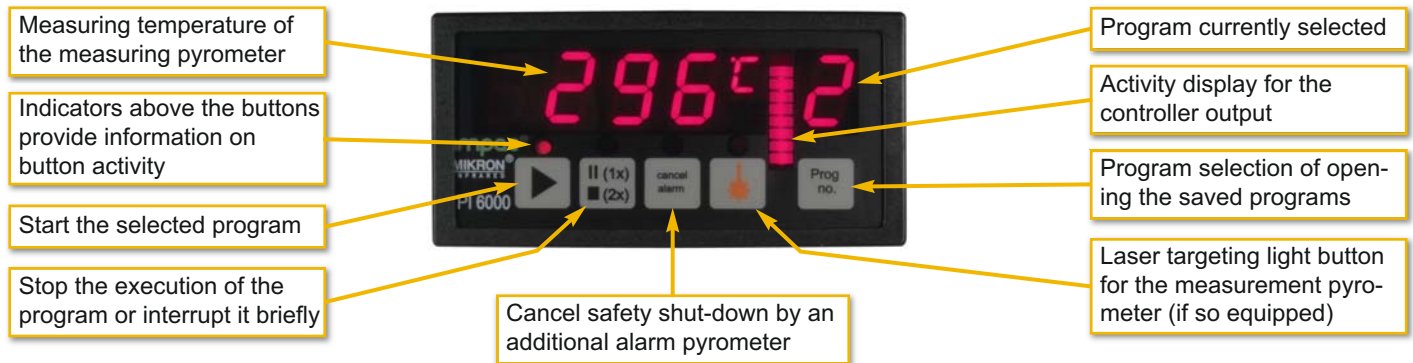 Measuring temperature of
the measuring pyrometer
Indicators above the buttons
provide information on
button activity
Start the selected program
Stop the execution of the
program or interrupt it briefly
296 °C 2
MIKRON®
INFRARED
PI 6000
II (1x)
■ (2x)
cancel
alarm
Prog
no.
Cancel safety shut-down by an
additional alarm pyrometer
Program currently selected
Activity display for the
controller output
Program selection of open-
ing the saved programs
Laser targeting light button
for the measurement pyro-
meter (if so equipped)